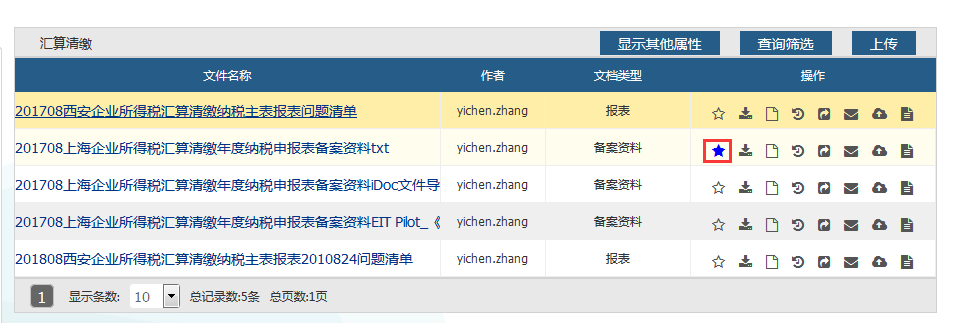 汇算清缴 显示其他属性 查询筛选 上传
文件名称 作者 文档类型 操作
201708西安企业所得税汇算清缴纳税主表报表问题清单 yichen.zhang 报表
201708上海企业所得税汇算清缴年度纳税申报表备案资料txt yichen.zhang 备案资料
201708上海企业所得税汇算清缴年度纳税申报表备案资料iDoc文件导 yichen.zhang 备案资料
201708上海企业所得税汇算清缴年度纳税申报表备案资料EIT Pilot_《 yichen.zhang 备案资料
201808西安企业所得税汇算清缴纳税主表报表2010824问题清单 yichen.zhang 报表
1 显示条数: 10 总记录数:5条 总页数:1页